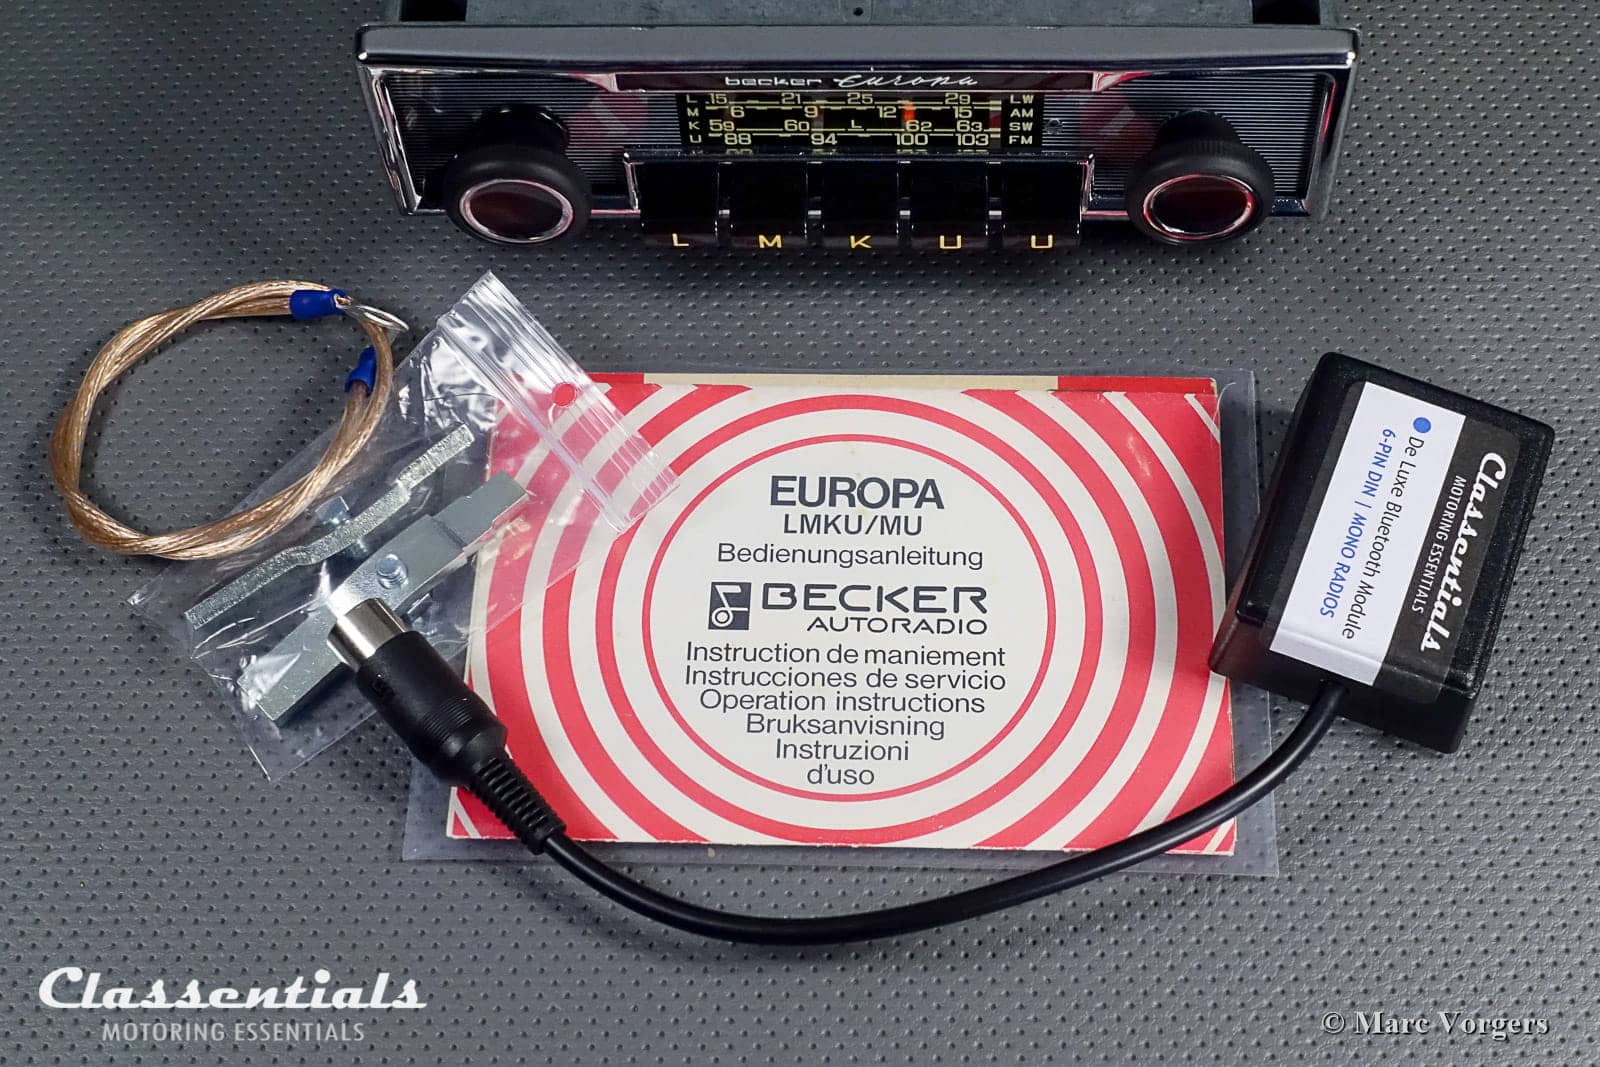 becker Europa
L 15 21 25 29 LW
M 6 9 12 15 AM
K 59 60 L 62 63 SW
U 88 94 100 103 FM
L M K U U
EUROPA
LMKU/MU
Bedienungsanleitung
BECKER
AUTORADIO
Instruction de maniement
Instrucciones de servicio
Operation instructions
Bruksanvisning
Instruzioni
d'uso
Classentials
MOTORING ESSENTIALS
De Luxe Bluetooth Module
6-PIN DIN | MONO RADIOS
Classentials
MOTORING ESSENTIALS
© Marc Vorgers